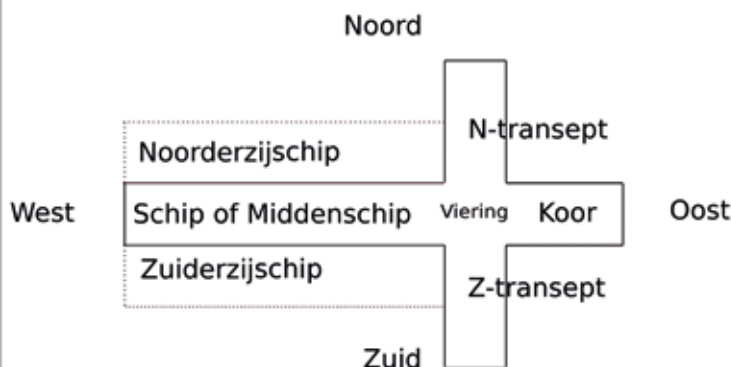 Noord
N-transept
Noorderzijschip
West
Schip of Middenschip
Viering
Koor
Oost
Zuiderzijschip
Z-transept
Zuid